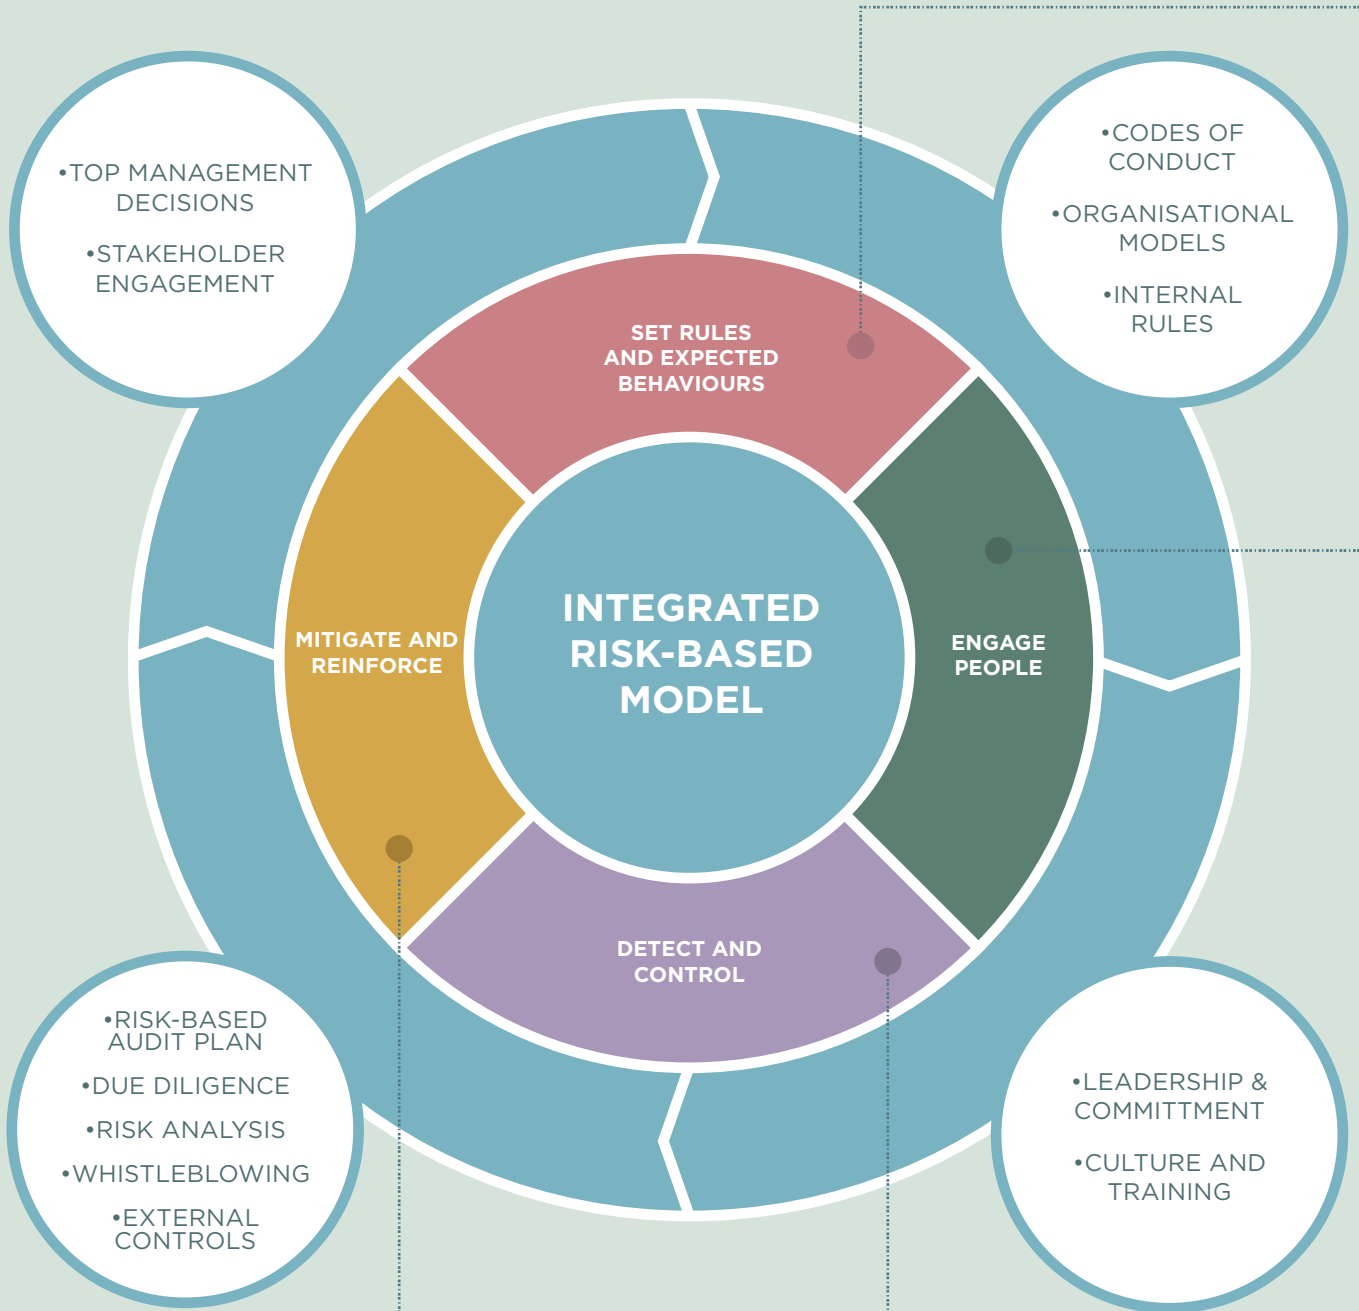 •TOP MANAGEMENT
DECISIONS
•STAKEHOLDER
ENGAGEMENT
•CODES OF
CONDUCT
•ORGANISATIONAL
MODELS
•INTERNAL
RULES
SET RULES
AND EXPECTED
BEHAVIOURS
MITIGATE AND
REINFORCE
INTEGRATED
RISK-BASED
MODEL
ENGAGE
PEOPLE
DETECT AND
CONTROL
•RISK-BASED
AUDIT PLAN
•DUE DILIGENCE
•RISK ANALYSIS
•WHISTLEBLOWING
•EXTERNAL
CONTROLS
•LEADERSHIP &
COMMITTMENT
•CULTURE AND
TRAINING